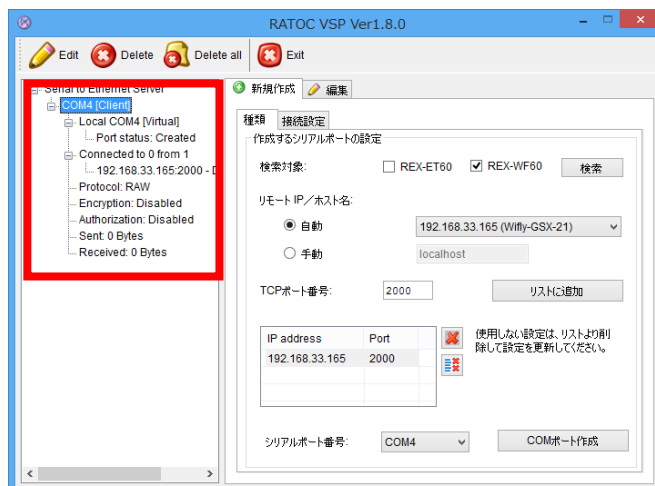 RATOC VSP Ver1.8.0
Edit Delete Delete all Exit
Serial to Ethernet Server
COM4 [Client]
Local COM4 [Virtual]
Port status: Created
Connected to 0 from 1
192.168.33.165:2000 - D
Protocol: RAW
Encryption: Disabled
Authorization: Disabled
Sent: 0 Bytes
Received: 0 Bytes
新規作成 編集
種類 接続設定
作成するシリアルポートの設定
検索対象: REX-ET60 REX-WF60 検索
リモートIP/ホスト名:
自動 192.168.33.165 (Wifly-GSX-21)
手動 localhost
TCPポート番号: 2000 リストに追加
IP address Port
192.168.33.165 2000
使用しない設定は、リストより削
除して設定を更新してください。
シリアルポート番号: COM4 COMポート作成